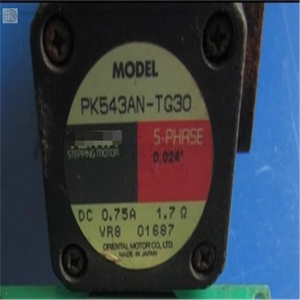 MODEL
PK543AN-TG30
5-PHASE
STEPPING MOTOR
0.024°
DC 0.75A 1.7Ω
VR8 01687
ORIENTAL MOTOR CO.,LTD.
MADE IN JAPAN